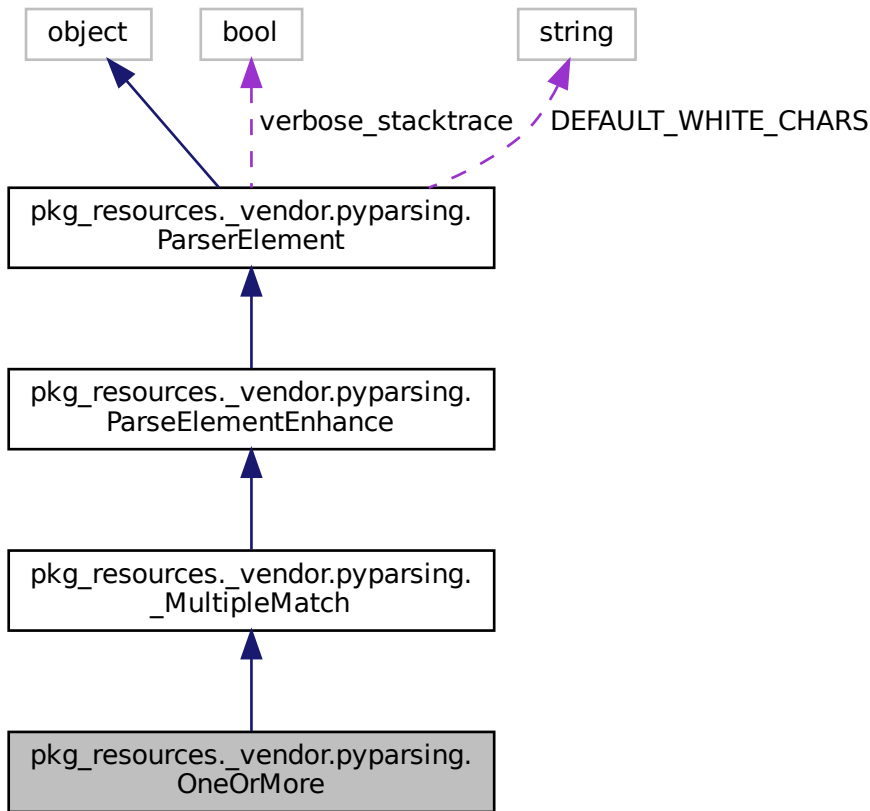 object
bool
string
verbose_stacktrace
DEFAULT_WHITE_CHARS
pkg_resources._vendor.pyparsing.
ParserElement
pkg_resources._vendor.pyparsing.
ParseElementEnhance
pkg_resources._vendor.pyparsing.
_MultipleMatch
pkg_resources._vendor.pyparsing.
OneOrMore